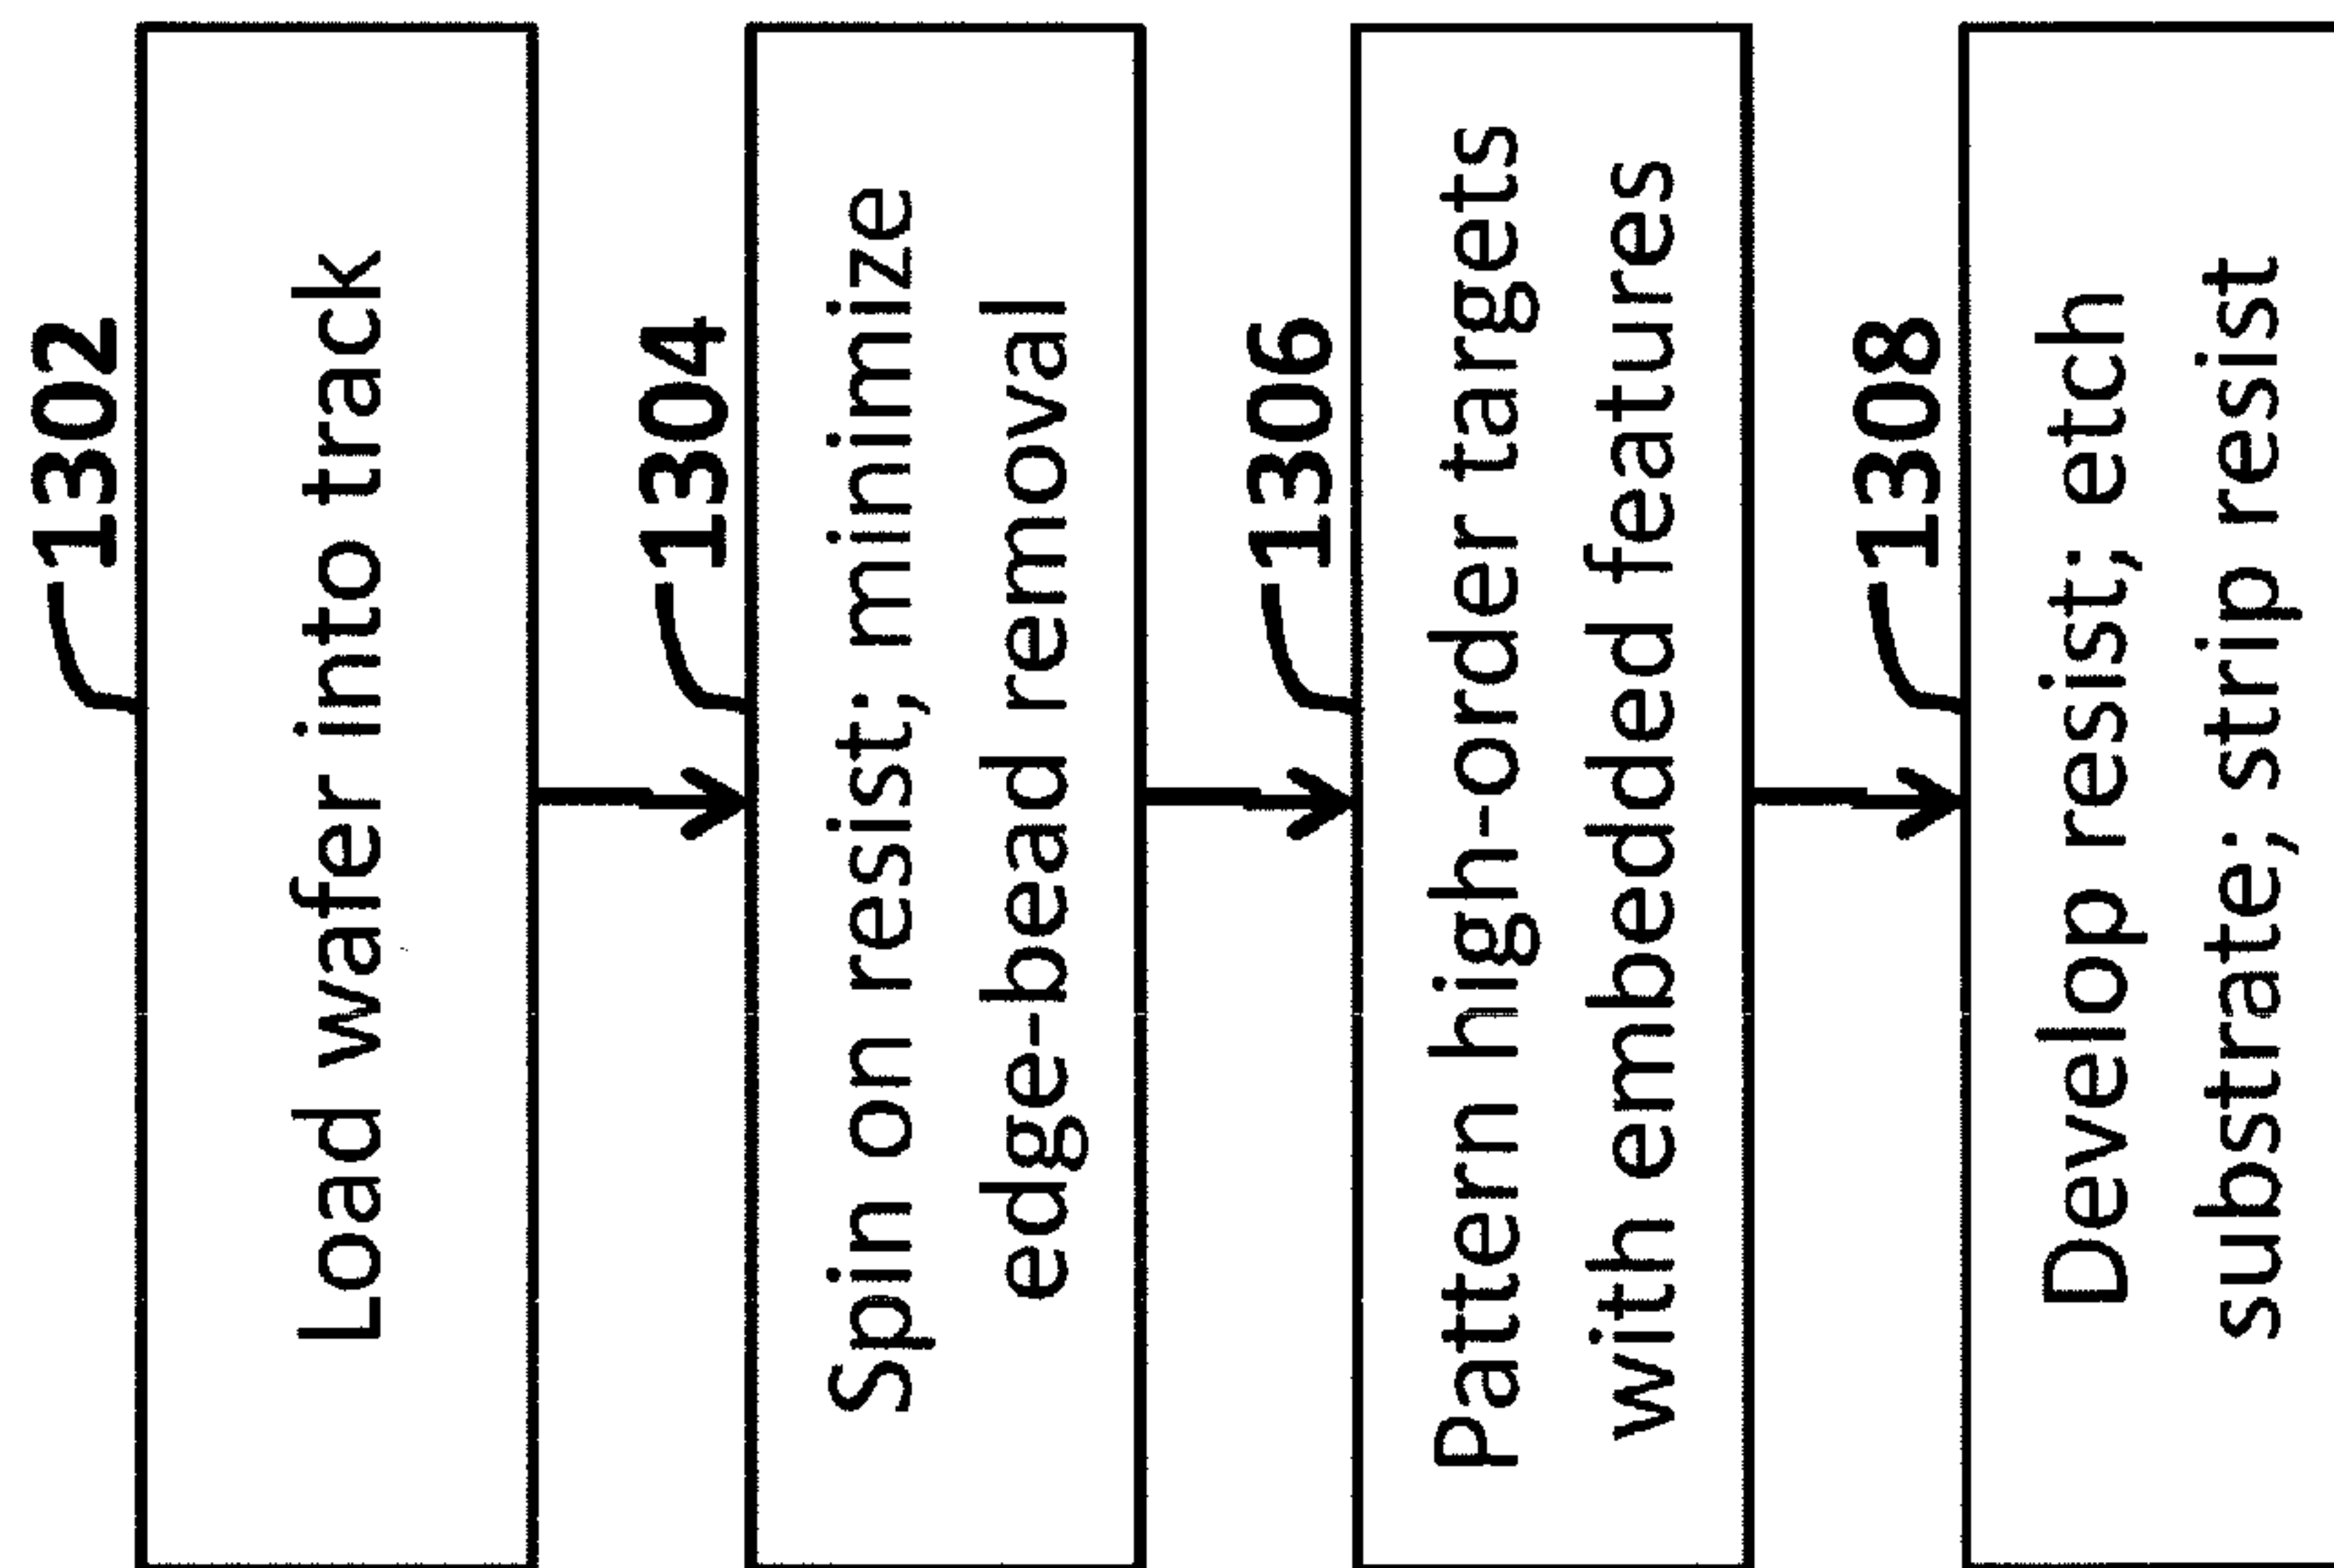 1302
Load wafer into track
1304
Spin on resist; minimize
edge-bead removal
1306
Pattern high-order targets
with embedded features
1308
Develop resist; etch
substrate; strip resist